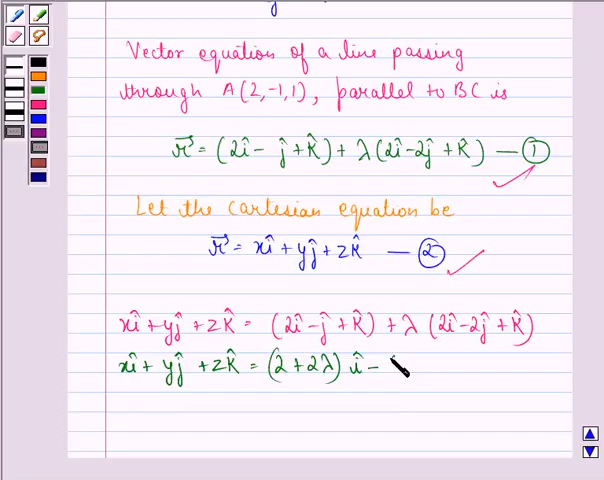 Vector equation of a line passing
through A(2,-1,1), parallel to BC is
r⃗ = (2î - ĵ + k̂) + λ(2î - 2ĵ + k̂) — ①
Let the Cartesian equation be
r⃗ = xî + yĵ + zk̂ — ②
xî + yĵ + zk̂ = (2î - ĵ + k̂) + λ (2î - 2ĵ + k̂)
xî + yĵ + zk̂ = (2 + 2λ) î -